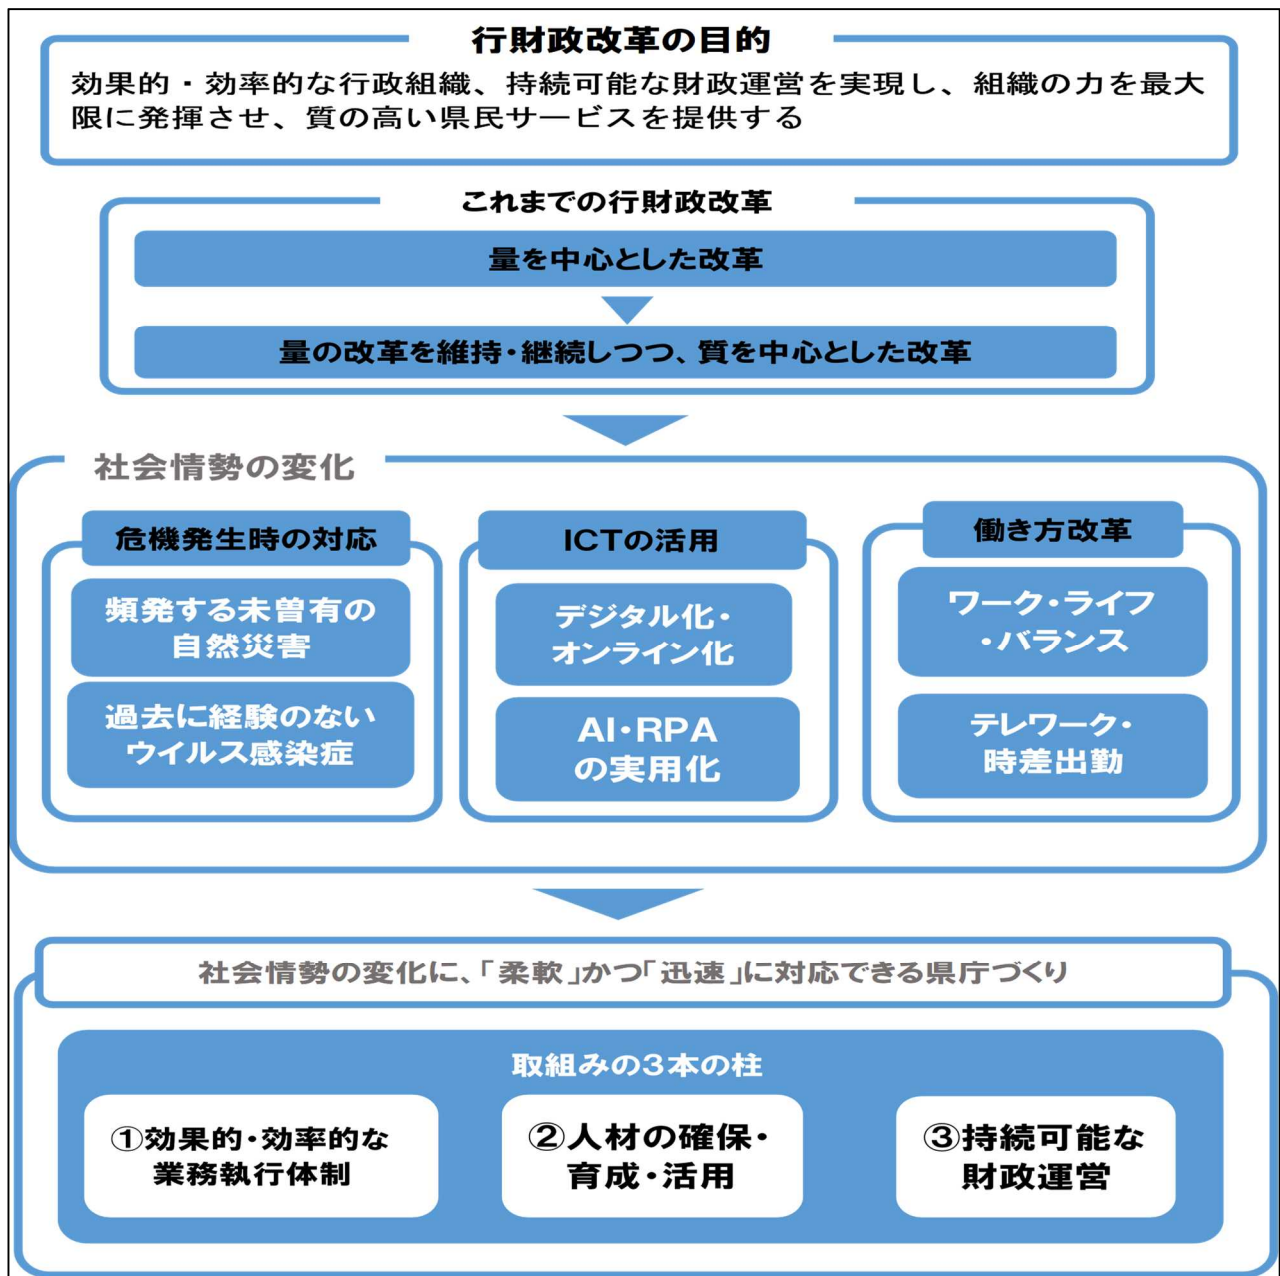 行財政改革の目的
効果的・効率的な行政組織、持続可能な財政運営を実現し、組織の力を最大
限に発揮させ、質の高い県民サービスを提供する
これまでの行財政改革
量を中心とした改革
量の改革を維持・継続しつつ、質を中心とした改革
社会情勢の変化
危機発生時の対応
頻発する未曽有の
自然災害
過去に経験のない
ウイルス感染症
ICTの活用
デジタル化・
オンライン化
AI・RPA
の実用化
働き方改革
ワーク・ライフ
・バランス
テレワーク・
時差出勤
社会情勢の変化に、「柔軟」かつ「迅速」に対応できる県庁づくり
取組みの3本の柱
①効果的・効率的な
業務執行体制
②人材の確保・
育成・活用
③持続可能な
財政運営